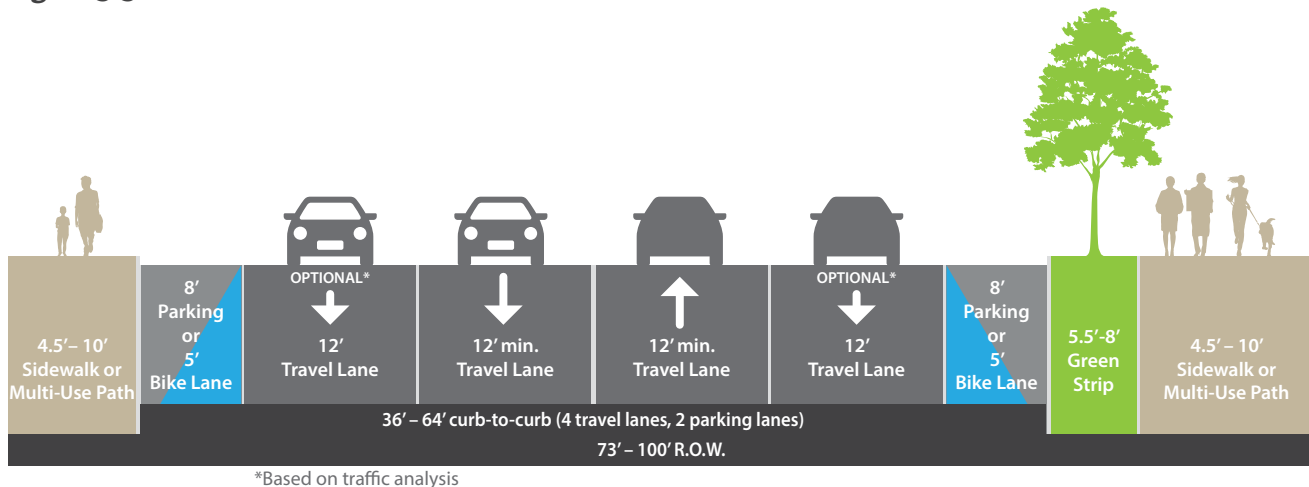 4.5’ – 10’
Sidewalk or
Multi-Use Path
8’
Parking
or
5’
Bike Lane
OPTIONAL*
12’
Travel Lane
12’ min.
Travel Lane
12’ min.
Travel Lane
OPTIONAL*
12’
Travel Lane
8’
Parking
or
5’
Bike Lane
5.5’-8’
Green
Strip
4.5’ – 10’
Sidewalk or
Multi-Use Path
36’ – 64’ curb-to-curb (4 travel lanes, 2 parking lanes)
73’ – 100’ R.O.W.
*Based on traffic analysis